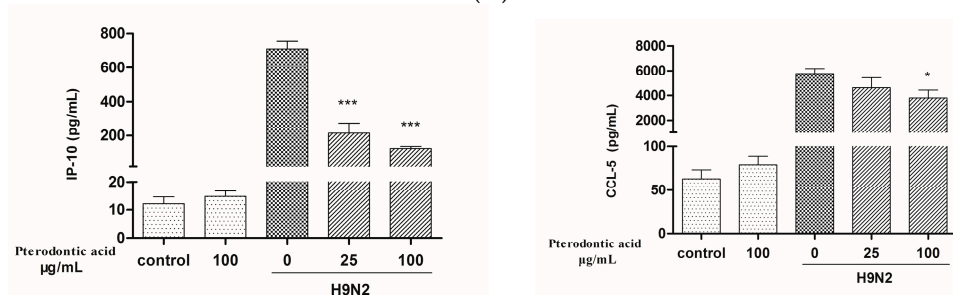 800
600
400
200
20
10
0
IP-10 (pg/mL)
***
***
Pterodontic acid
µg/mL
control 100 0 25 100
H9N2
8000
6000
4000
2000
100
50
0
CCL-5 (pg/mL)
*
Pterodontic acid
µg/mL
control 100 0 25 100
H9N2